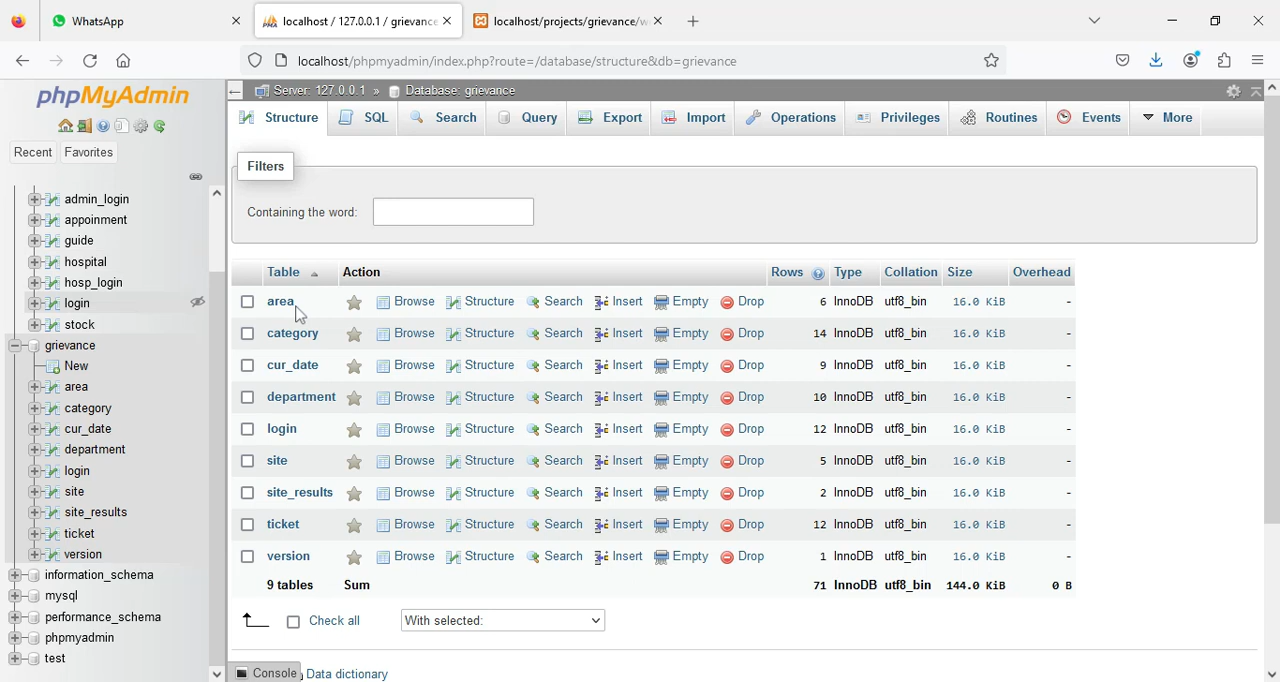 WhatsApp
localhost / 127.0.0.1 / grievance
localhost/projects/grievance/w
localhost/phpmyadmin/index.php?route=/database/structure&db=grievance
phpMyAdmin
Recent
Favorites
admin_login
appoinment
guide
hospital
hosp_login
login
stock
grievance
New
area
category
cur_date
department
login
site
site_results
ticket
version
information_schema
mysql
performance_schema
phpmyadmin
test
Server: 127.0.0.1 » Database: grievance
Structure SQL Search Query Export Import Operations Privileges Routines Events More
Filters
Containing the word:
Table Action Rows Type Collation Size Overhead
area Browse Structure Search Insert Empty Drop 6 InnoDB utf8_bin 16.0 KiB -
category Browse Structure Search Insert Empty Drop 14 InnoDB utf8_bin 16.0 KiB -
cur_date Browse Structure Search Insert Empty Drop 9 InnoDB utf8_bin 16.0 KiB -
department Browse Structure Search Insert Empty Drop 10 InnoDB utf8_bin 16.0 KiB -
login Browse Structure Search Insert Empty Drop 12 InnoDB utf8_bin 16.0 KiB -
site Browse Structure Search Insert Empty Drop 5 InnoDB utf8_bin 16.0 KiB -
site_results Browse Structure Search Insert Empty Drop 2 InnoDB utf8_bin 16.0 KiB -
ticket Browse Structure Search Insert Empty Drop 12 InnoDB utf8_bin 16.0 KiB -
version Browse Structure Search Insert Empty Drop 1 InnoDB utf8_bin 16.0 KiB -
9 tables Sum 71 InnoDB utf8_bin 144.0 KiB 0 B
Check all With selected:
Console Data dictionary